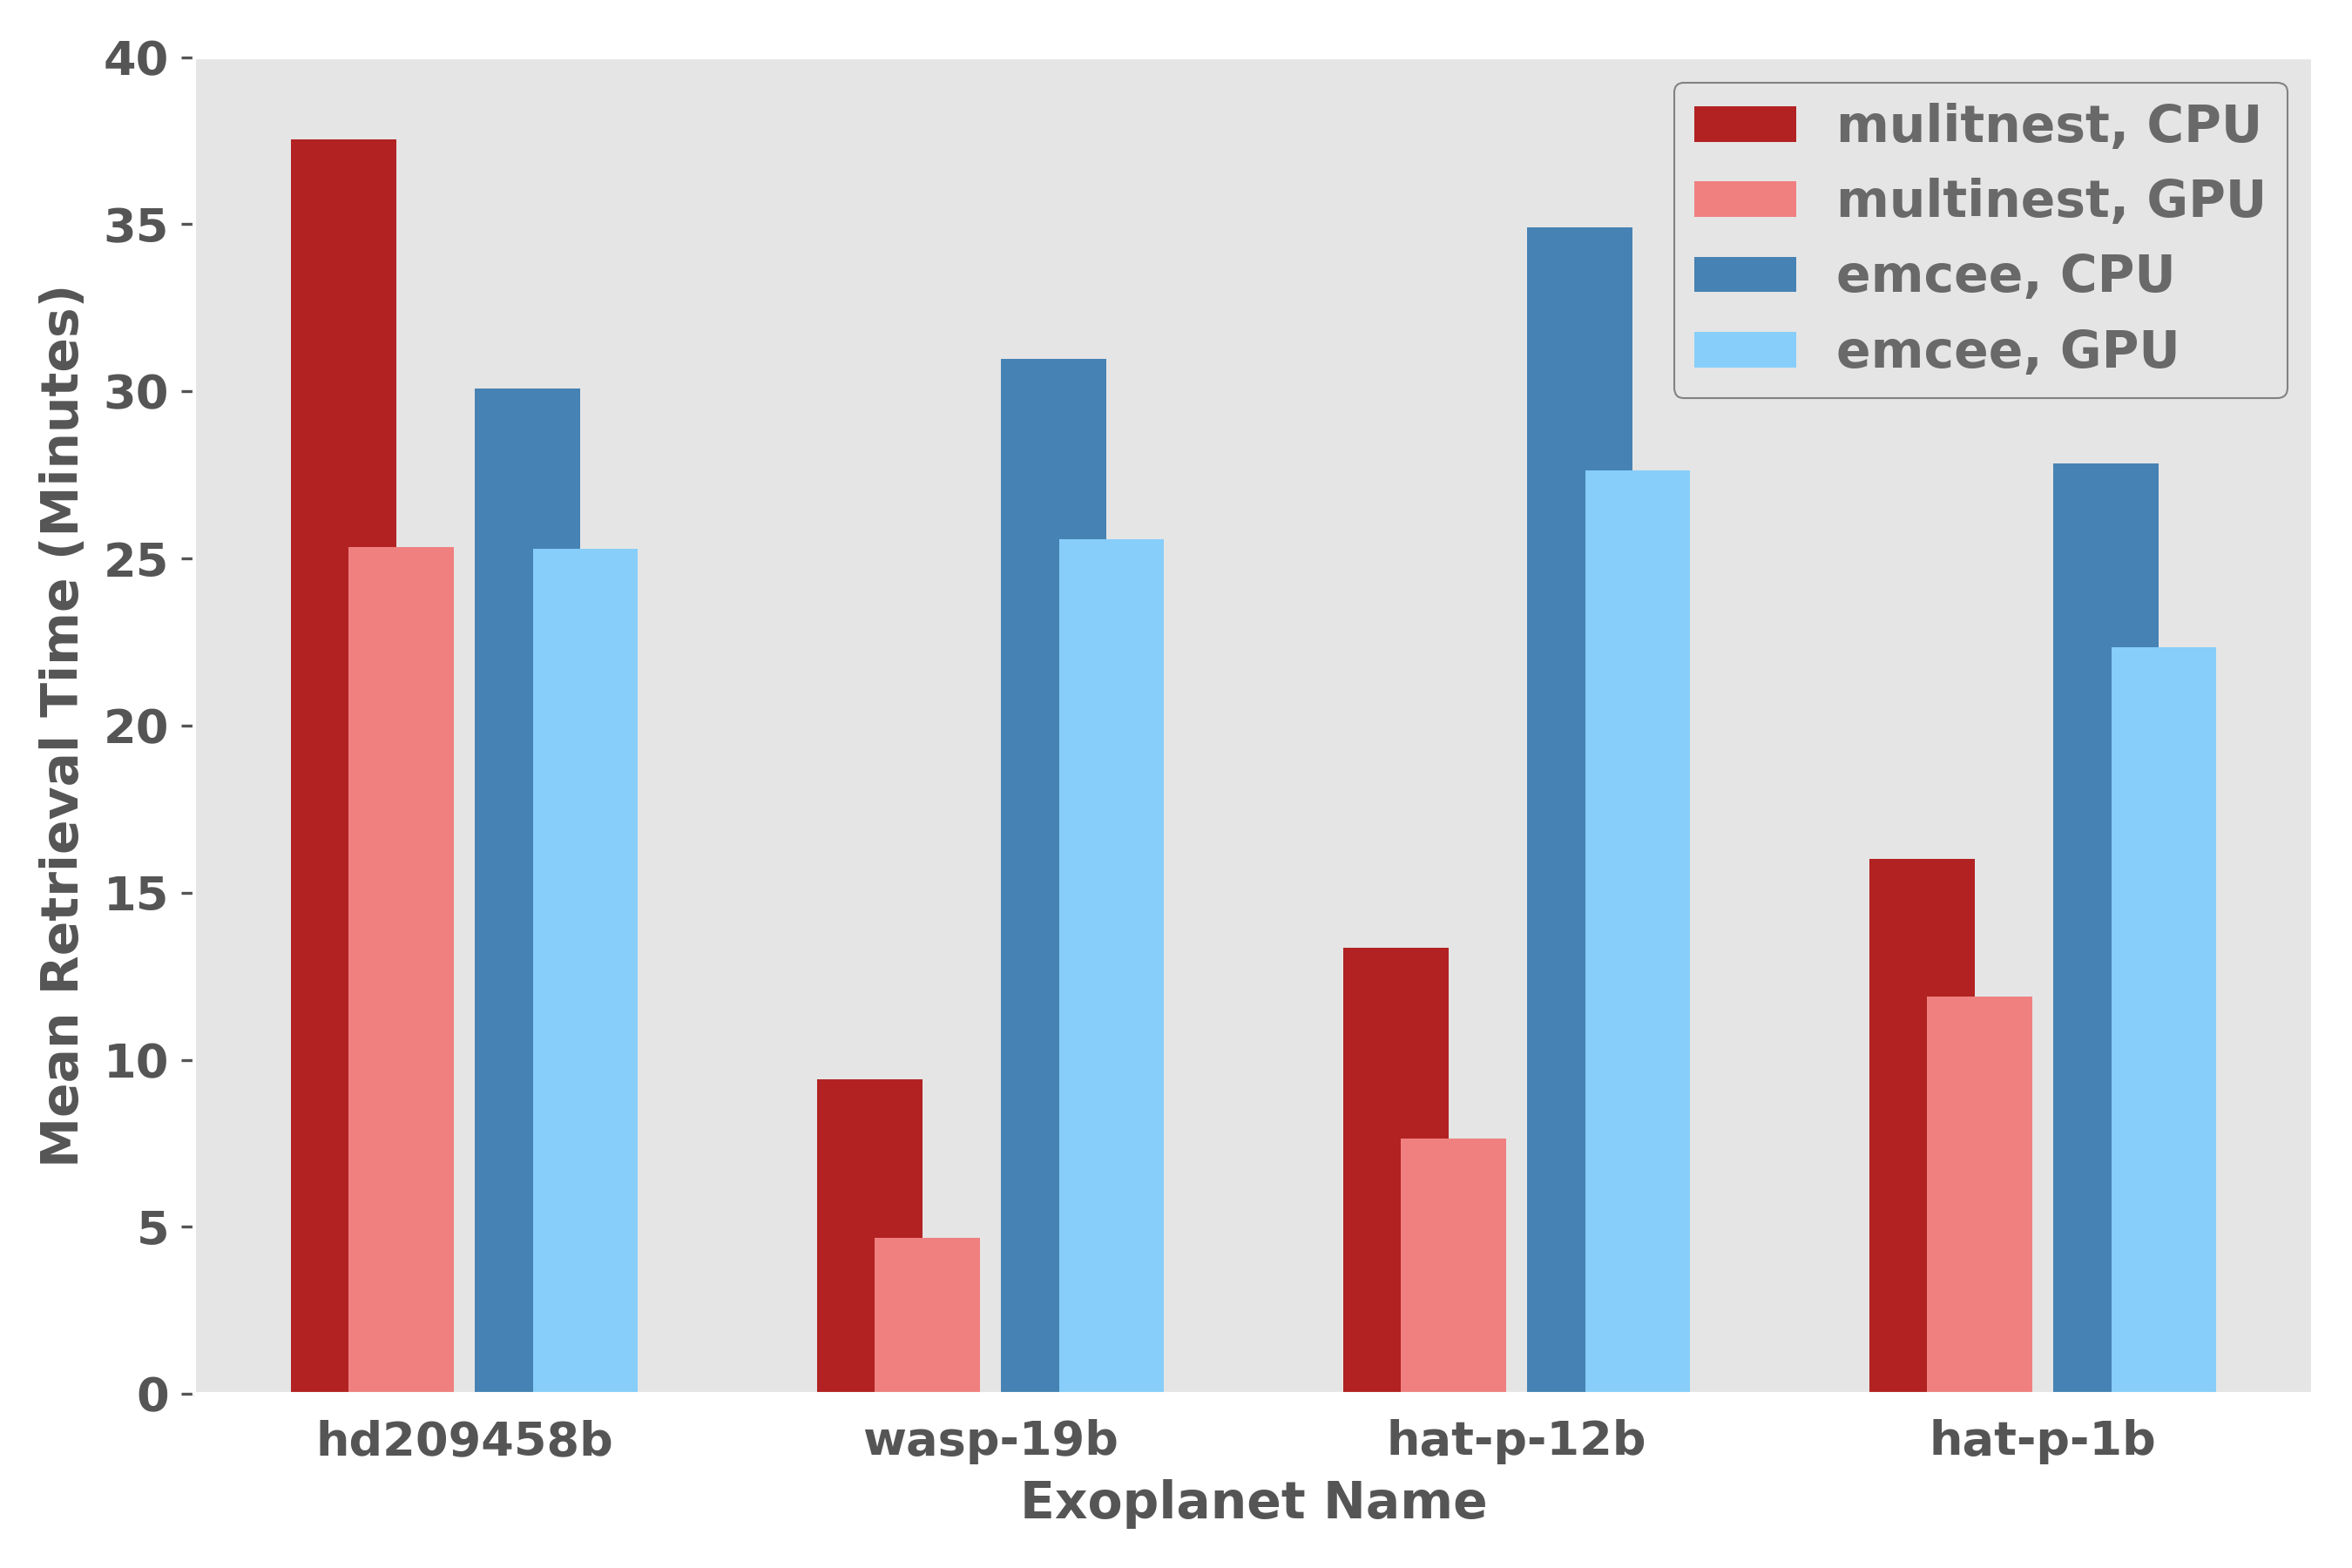 40
35
30
25
20
15
10
5
0
Mean Retrieval Time (Minutes)
mulitnest, CPU
multinest, GPU
emcee, CPU
emcee, GPU
hd209458b wasp-19b hat-p-12b hat-p-1b
Exoplanet Name